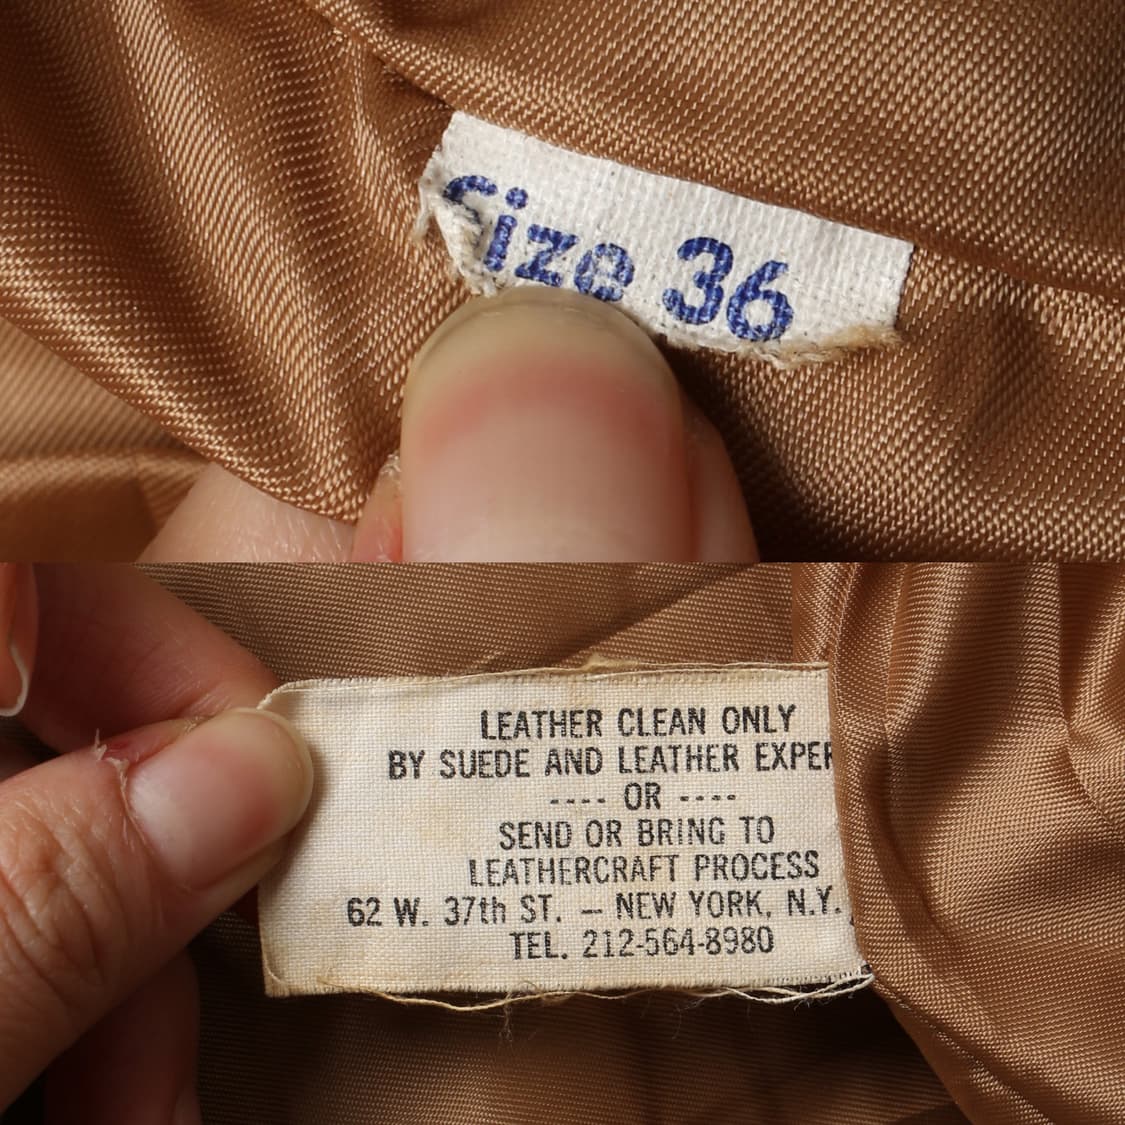 Size 36
LEATHER CLEAN ONLY
BY SUEDE AND LEATHER EXPER
---- OR ----
SEND OR BRING TO
LEATHERCRAFT PROCESS
62 W. 37th ST. – NEW YORK, N.Y.
TEL. 212-564-8980